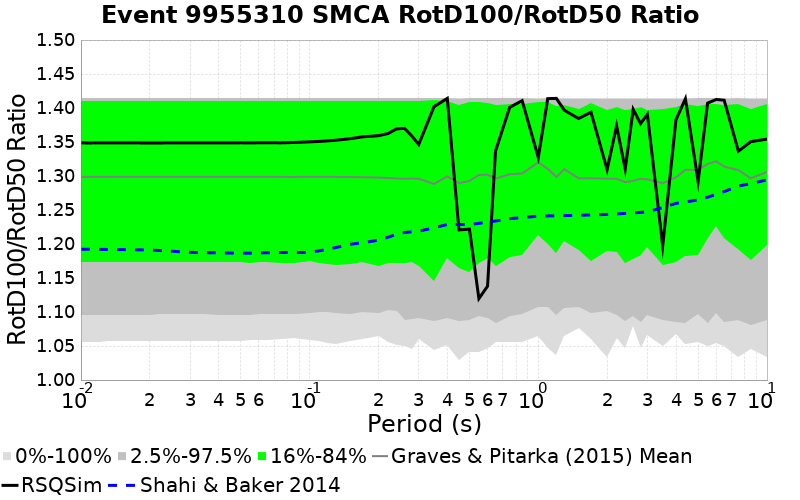 Event 9955310 SMCA RotD100/RotD50 Ratio
RotD100/RotD50 Ratio
1.50
1.45
1.40
1.35
1.30
1.25
1.20
1.15
1.10
1.05
1.00
10^-2 2 3 4 5 6 10^-1 2 3 4 5 6 7 10^0 2 3 4 5 6 7 10^1
Period (s)
0%-100% 2.5%-97.5% 16%-84% Graves & Pitarka (2015) Mean
RSQSim Shahi & Baker 2014